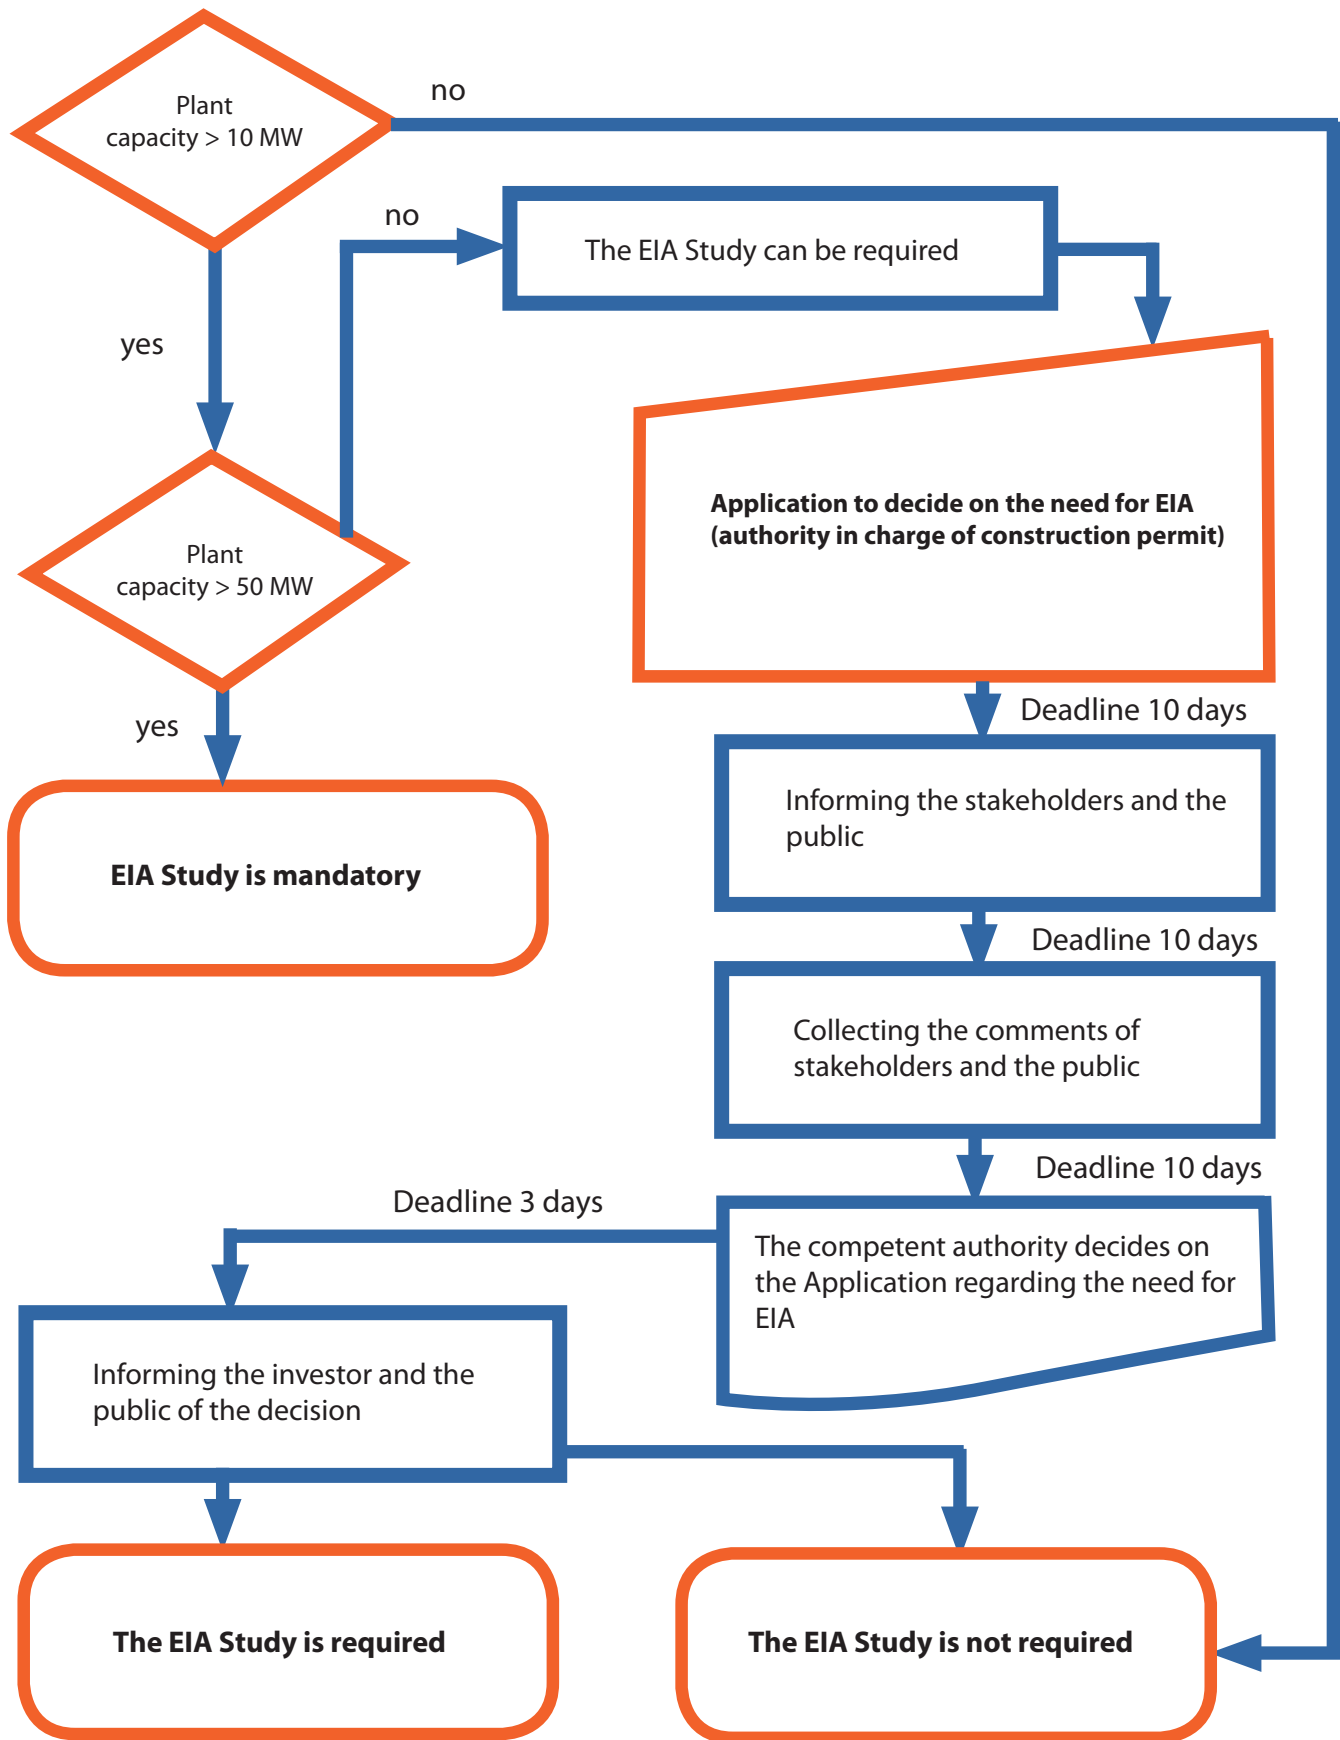 Plant
capacity > 10 MW
no
yes
no
The EIA Study can be required
Plant
capacity > 50 MW
yes
EIA Study is mandatory
Application to decide on the need for EIA
(authority in charge of construction permit)
Deadline 10 days
Informing the stakeholders and the
public
Deadline 10 days
Collecting the comments of
stakeholders and the public
Deadline 10 days
The competent authority decides on
the Application regarding the need for
EIA
Deadline 3 days
Informing the investor and the
public of the decision
The EIA Study is required
The EIA Study is not required